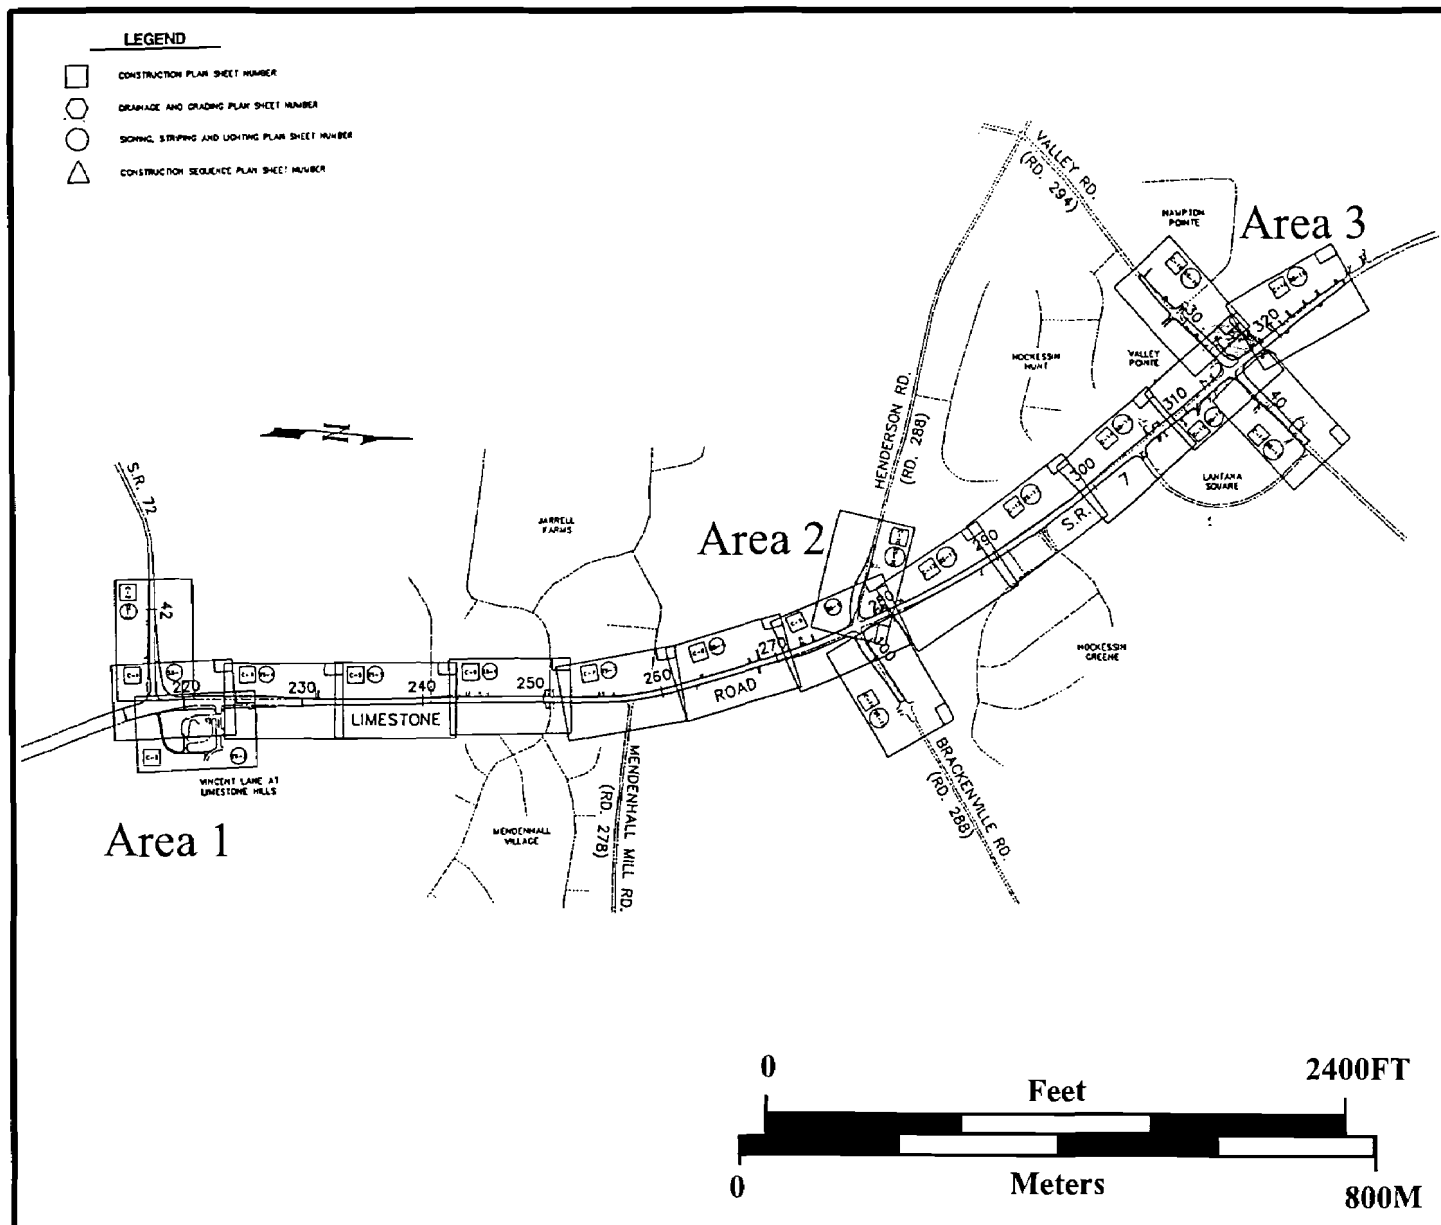 LEGEND
CONSTRUCTION PLAN SHEET NUMBER
DRAINAGE AND GRADING PLAN SHEET NUMBER
SIGNING, STRIPING AND LIGHTING PLAN SHEET NUMBER
CONSTRUCTION SEQUENCE PLAN SHEET NUMBER
VALLEY RD.
(RD. 294)
HAMPTON
POINTE
Area 3
320
30
HOCKESSIN
HUNT
VALLEY
POINTE
310
40
HENDERSON RD.
(RD. 288)
N
300
LANTANA
SQUARE
S.R. 72
JARRELL
FARMS
Area 2
S.R. 7
290
42
280
HOCKESSIN
GREENE
220
230
240
250
260
270
LIMESTONE
ROAD
VINCENT LANE AT
LIMESTONE HILLS
MENDENHALL MILL RD.
(RD. 278)
BRACKENVILLE RD.
(RD. 288)
Area 1
MENDENHALL
VILLAGE
0
2400FT
Feet
Meters
0
800M